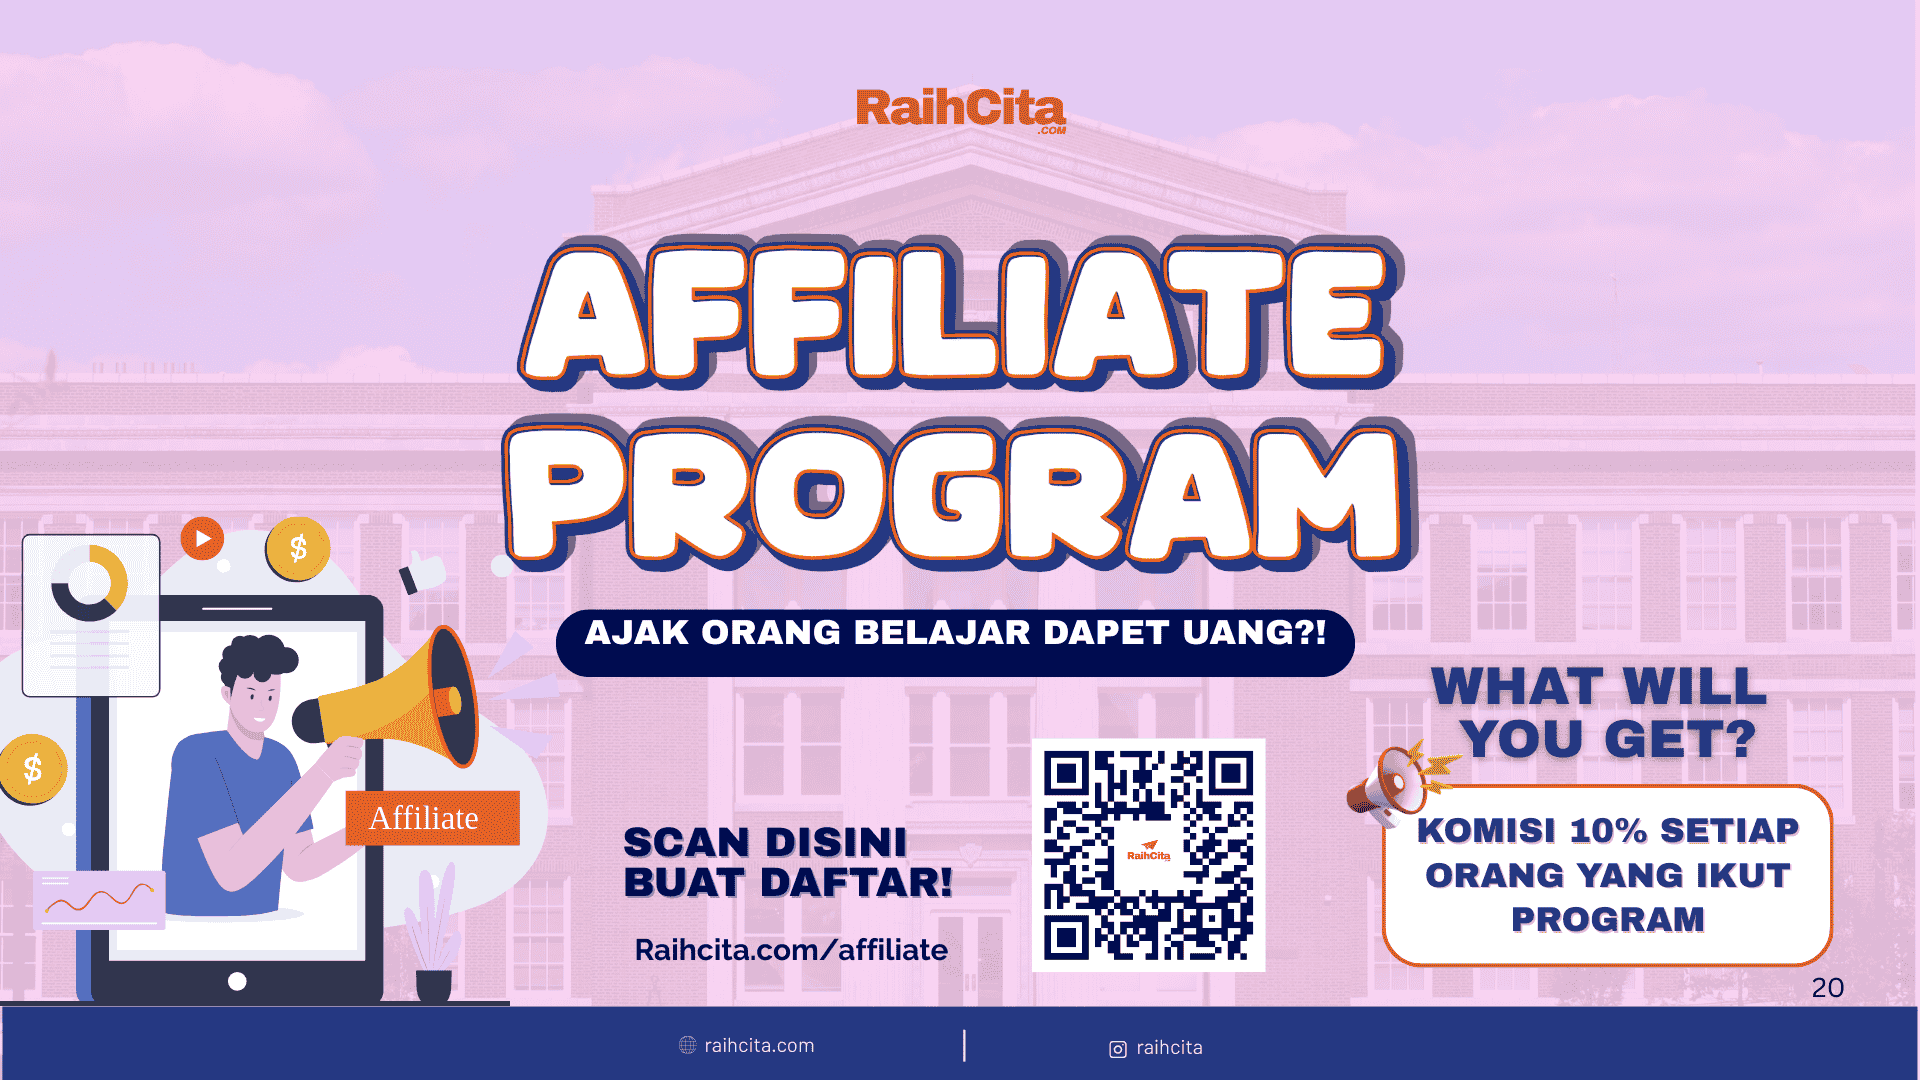 RaihCita
.COM
AFFILIATE
PROGRAM
AJAK ORANG BELAJAR DAPET UANG?!
Affiliate
SCAN DISINI
BUAT DAFTAR!
Raihcita.com/affiliate
RaihCita
WHAT WILL
YOU GET?
KOMISI 10% SETIAP
ORANG YANG IKUT
PROGRAM
20
raihcita.com
raihcita